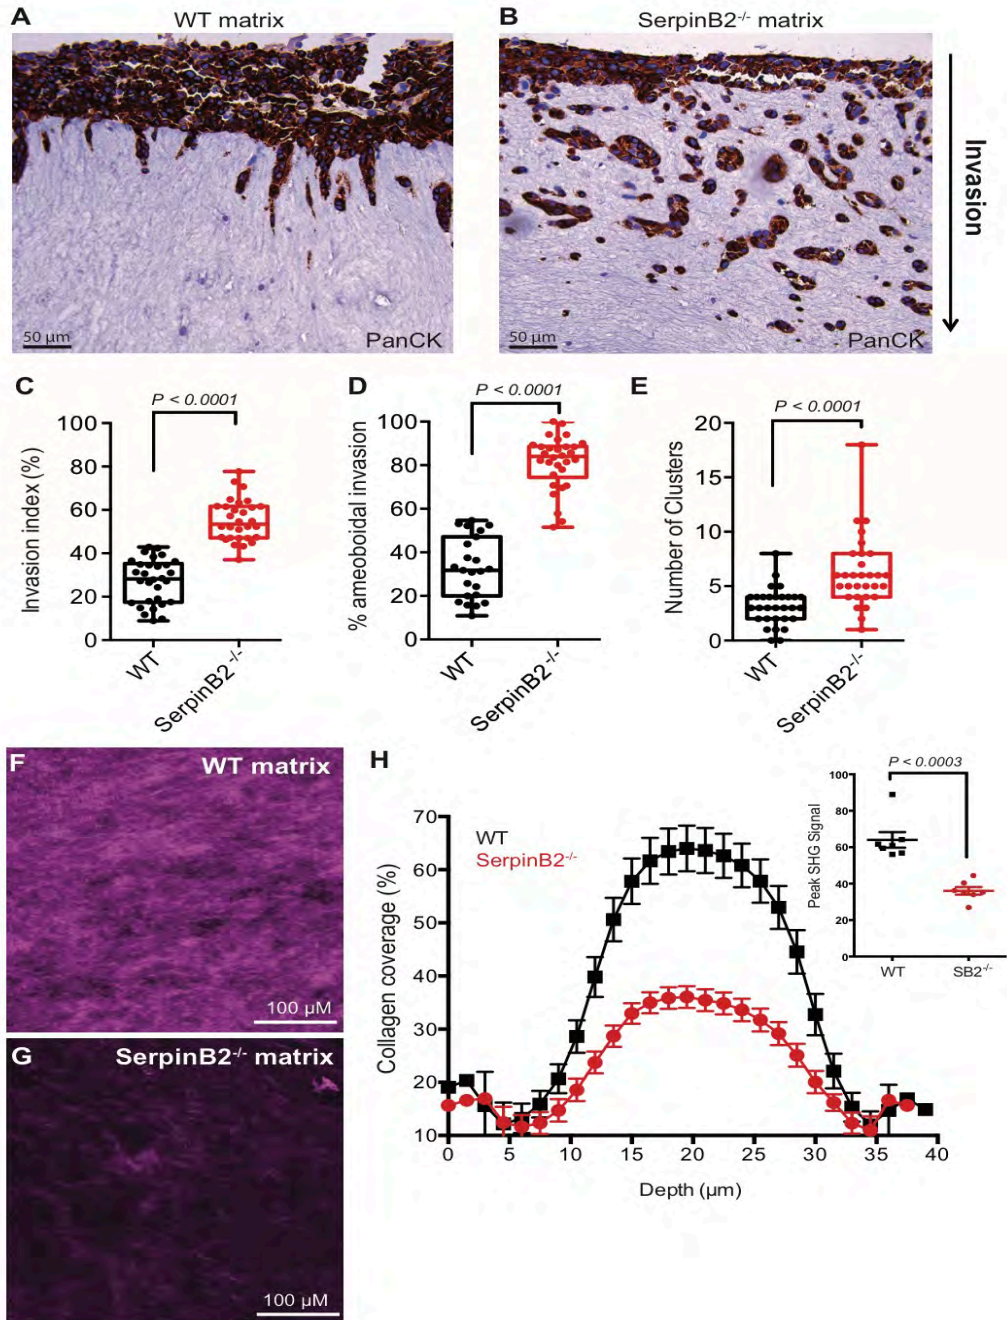 A
WT matrix
B
SerpinB2-/- matrix
50 µm
PanCK
50 µm
PanCK
Invasion
C
P < 0.0001
Invasion index (%)
100
80
60
40
20
0
WT
SerpinB2-/-
D
P < 0.0001
% ameoboidal invasion
100
80
60
40
20
0
WT
SerpinB2-/-
E
P < 0.0001
Number of Clusters
20
15
10
5
0
WT
SerpinB2-/-
F
WT matrix
100 µM
G
SerpinB2-/- matrix
100 µM
H
WT
SerpinB2-/-
Collagen coverage (%)
70
60
50
40
30
20
10
0
5
10
15
20
25
30
35
40
Depth (µm)
P < 0.0003
Peak SHG Signal
100
80
60
40
20
0
WT
SB2-/-